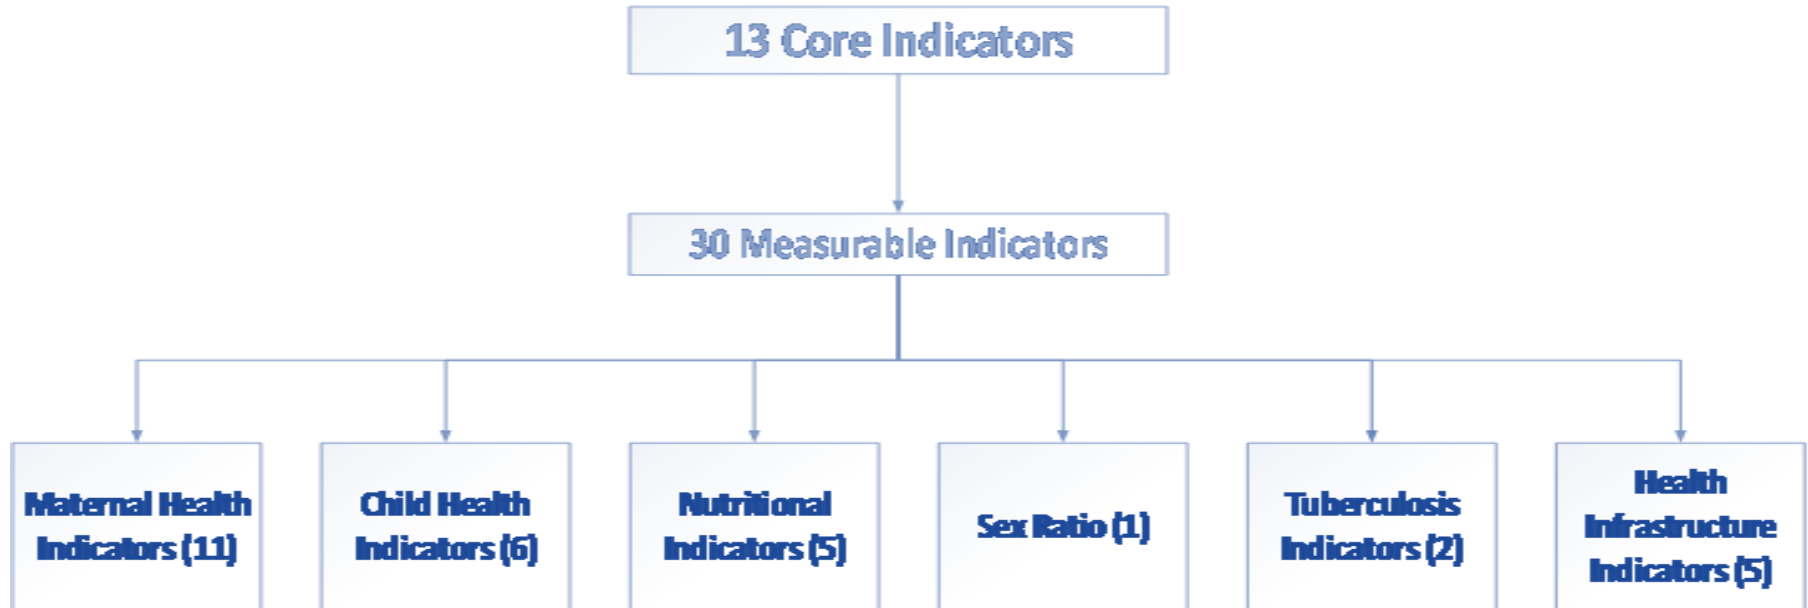 13 Core Indicators
30 Measurable Indicators
Maternal Health
Indicators (11)
Child Health
Indicators (6)
Nutritional
Indicators (5)
Sex Ratio (1)
Tuberculosis
Indicators (2)
Health
Infrastructure
Indicators (5)